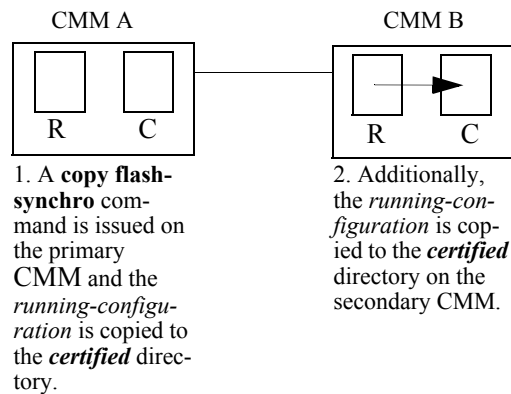 CMM A
CMM B
R C
R C
1. A copy flash-
synchro com-
mand is issued on
the primary
CMM and the
running-configu-
ration is copied to
the certified direc-
tory.
2. Additionally,
the running-con-
figuration is cop-
ied to the certified
directory on the
secondary CMM.